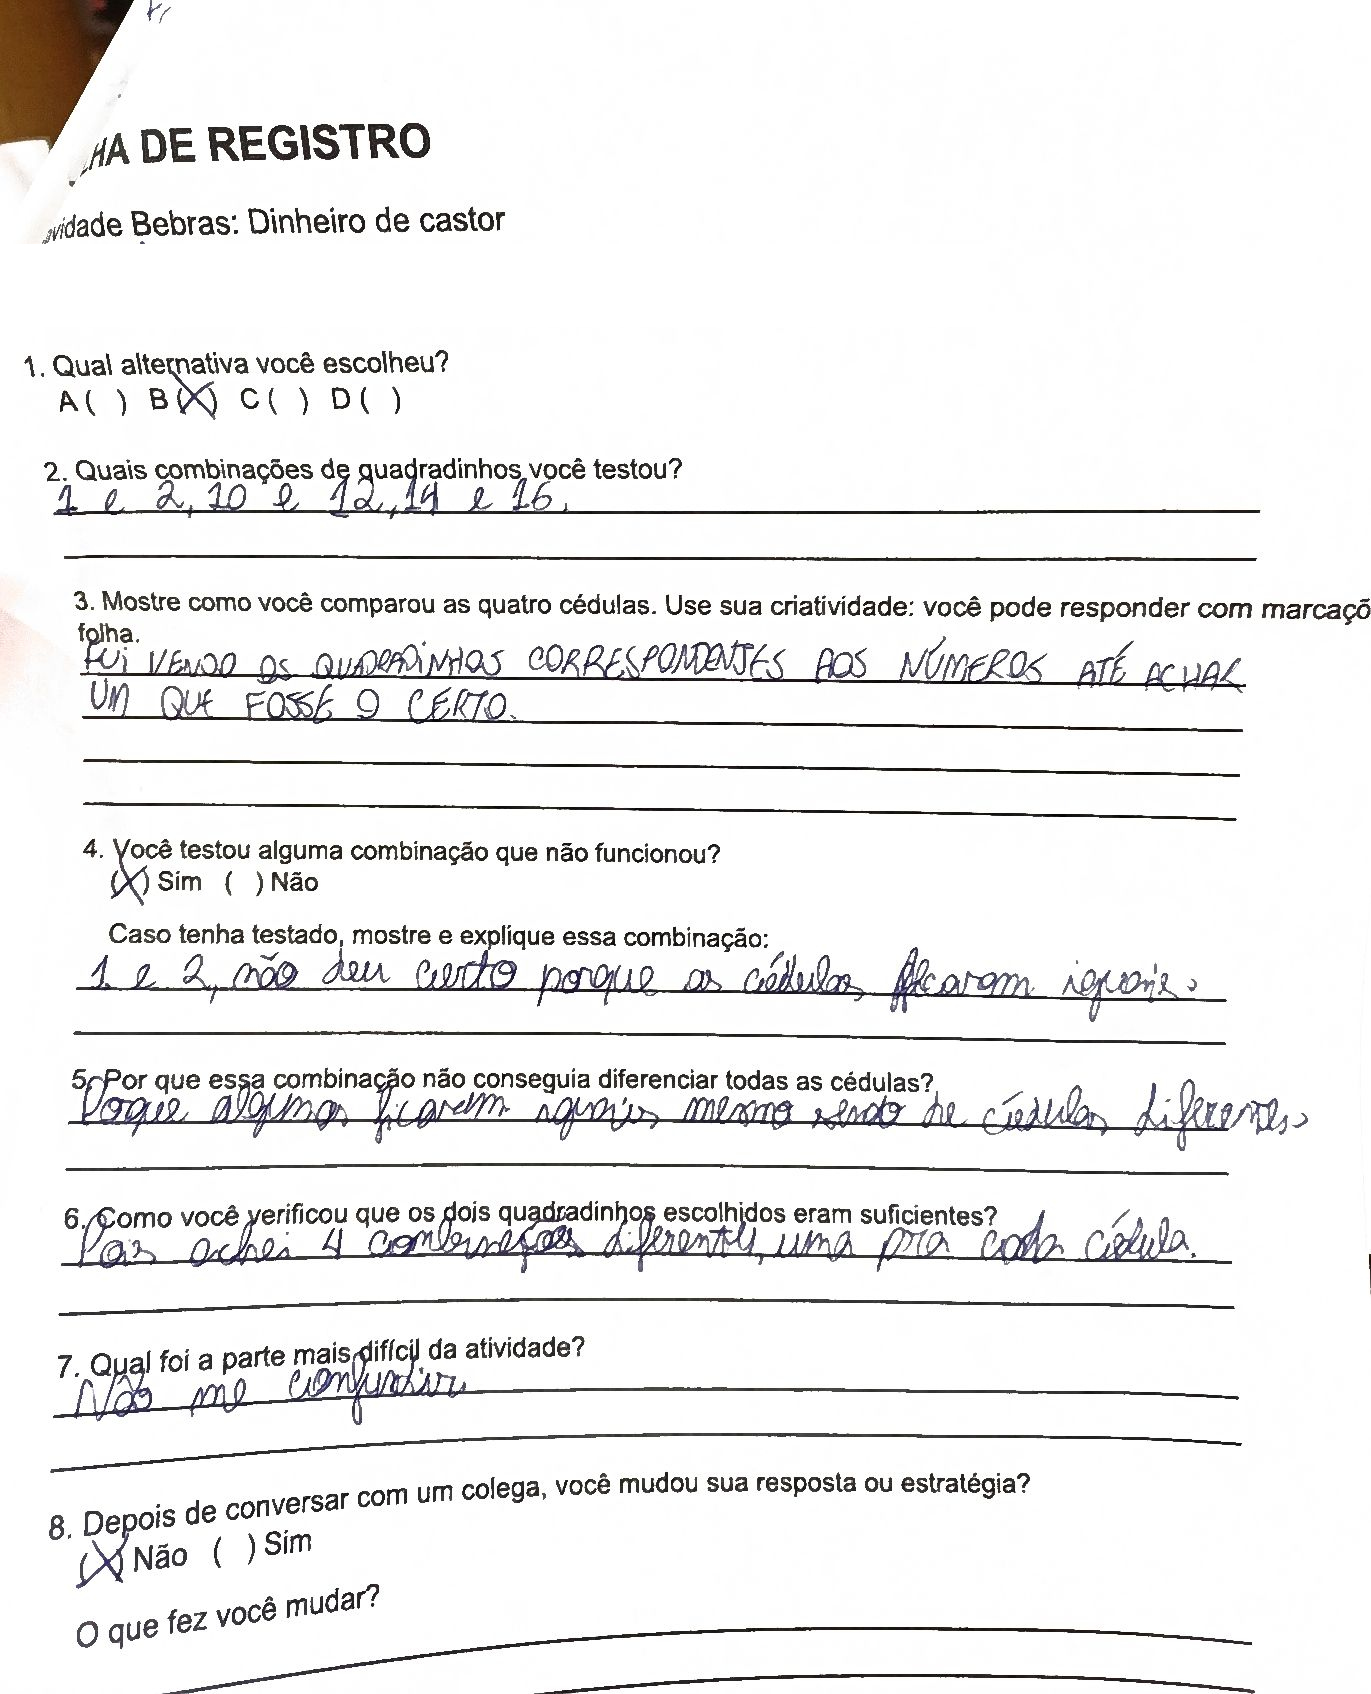 HA DE REGISTRO
vidade Bebras: Dinheiro de castor
1. Qual alternativa você escolheu?
A ( ) B (X) C ( ) D ( )
2. Quais combinações de quadradinhos você testou?
1 e 2, 10 e 12, 14 e 16.
3. Mostre como você comparou as quatro cédulas. Use sua criatividade: você pode responder com marcaçõ
folha.
FUI VENDO OS QUADRADINHOS CORRESPONDENTES AOS NÚMEROS ATÉ ACHAR
UM QUE FOSSE O CERTO.
4. Você testou alguma combinação que não funcionou?
(X) Sim ( ) Não
Caso tenha testado, mostre e explique essa combinação:
1 e 2, não deu certo porque as cédulas ficaram iguais.
5. Por que essa combinação não conseguia diferenciar todas as cédulas?
Poque algumas ficaram iguais mesmo sendo de cédulas diferentes.
6. Como você verificou que os dois quadradinhos escolhidos eram suficientes?
achei 4 diferentes, uma pra cada cédula.
7. Qual foi a parte mais difícil da atividade?
Não me confundir
8. Depois de conversar com um colega, você mudou sua resposta ou estratégia?
(X) Não ( ) Sim
O que fez você mudar?